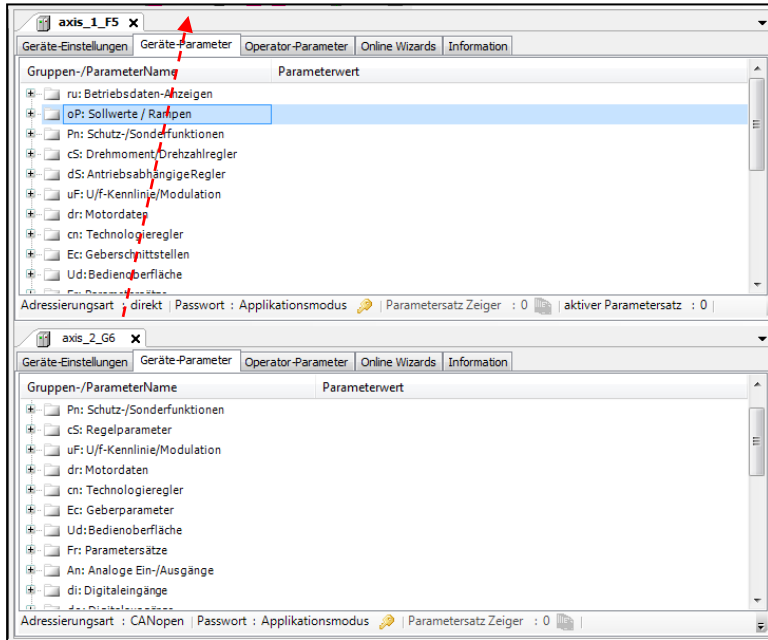 axis_1_F5 X
Geräte-Einstellungen Geräte-Parameter Operator-Parameter Online Wizards Information
Gruppen-/ParameterName Parameterwert
ru: Betriebsdaten-Anzeigen
oP: Sollwerte / Rampen
Pn: Schutz-/Sonderfunktionen
cS: Drehmoment/Drehzahlregler
dS: AntriebsabhängigeRegler
uF: U/f-Kennlinie/Modulation
dr: Motordaten
cn: Technologieregler
Ec: Geberschnittstellen
Ud: Bedienoberfläche
Adressierungsart : direkt | Passwort : Applikationsmodus | Parametersatz Zeiger : 0 | aktiver Parametersatz : 0 |
axis_2_G6 X
Geräte-Einstellungen Geräte-Parameter Operator-Parameter Online Wizards Information
Gruppen-/ParameterName Parameterwert
Pn: Schutz-/Sonderfunktionen
cS: Regelparameter
uF: U/f-Kennlinie/Modulation
dr: Motordaten
cn: Technologieregler
Ec: Geberparameter
Ud: Bedienoberfläche
Fr: Parametersätze
An: Analoge Ein-/Ausgänge
di: Digitaleingänge
Adressierungsart : CANopen | Passwort : Applikationsmodus | Parametersatz Zeiger : 0 |